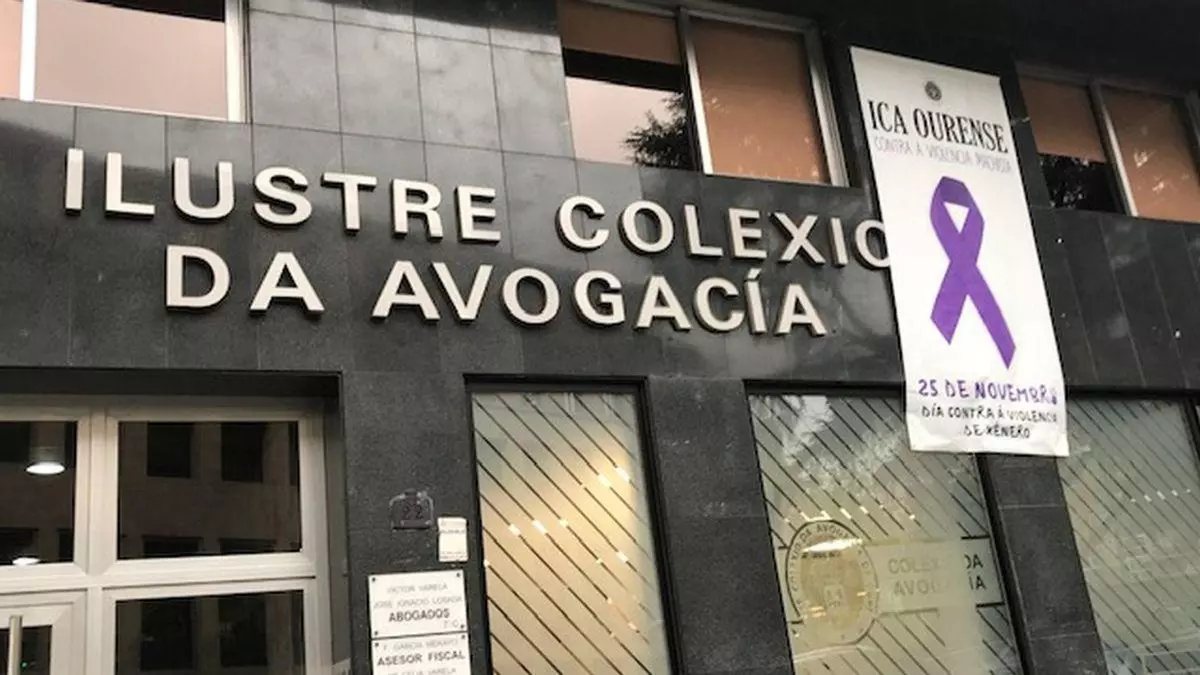 ILUSTRE COLEXIO
DA AVOGACÍA
ICA OURENSE
CONTRA A VIOLENCIA MACHISTA
25 DE NOVEMBRO
DÍA CONTRA A VIOLENCIA
DE XÉNERO
22
VICTOR VARELA
JOSE IGNACIO LOSADA
ABOGADOS
ASESOR FISCAL
COLEXIO DA
AVOGACÍA